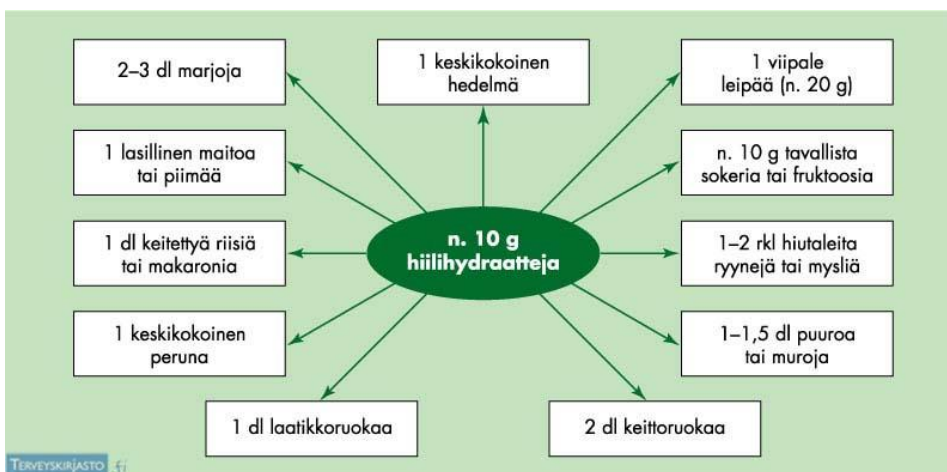 2–3 dl marjoja
1 keskikokoinen
hedelmä
1 viipale
leipää (n. 20 g)
1 lasillinen maitoa
tai piimää
n. 10 g tavallista
sokeria tai fruktoosia
n. 10 g
hiilihydraatteja
1 dl keitettyä riisiä
tai makaronia
1–2 rkl hiutaleita
ryynejä tai mysliä
1 keskikokoinen
peruna
1–1,5 dl puuroa
tai muroja
1 dl laatikkoruokaa
2 dl keittoruokaa
TERVEYSKIRJASTO .fi